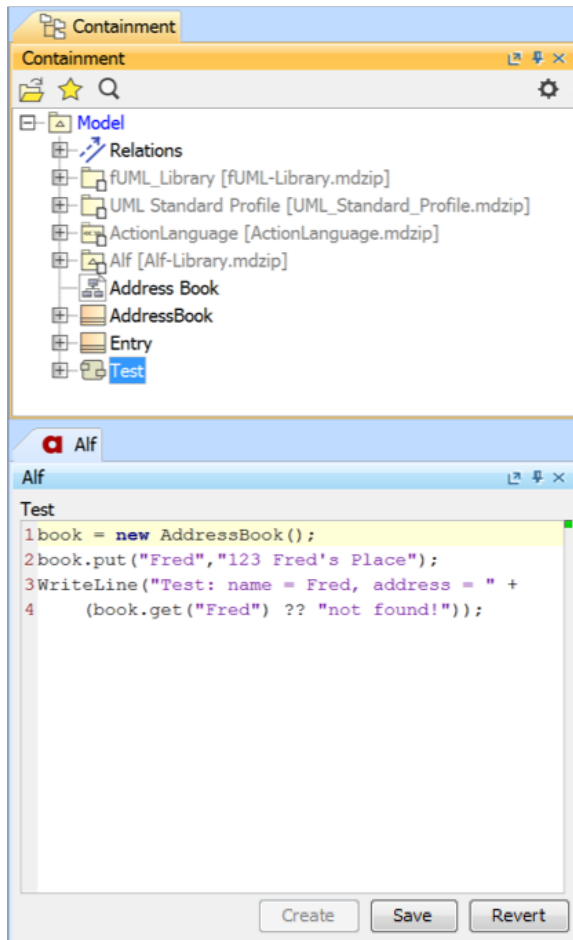 Containment
Containment
Model
Relations
fUML_Library [fUML-Library.mdzip]
UML Standard Profile [UML_Standard_Profile.mdzip]
ActionLanguage [ActionLanguage.mdzip]
Alf [Alf-Library.mdzip]
Address Book
AddressBook
Entry
Test
a Alf
Alf
Test
1 book = new AddressBook();
2 book.put("Fred","123 Fred's Place");
3 WriteLine("Test: name = Fred, address = " +
4     (book.get("Fred") ?? "not found!"));
Create Save Revert